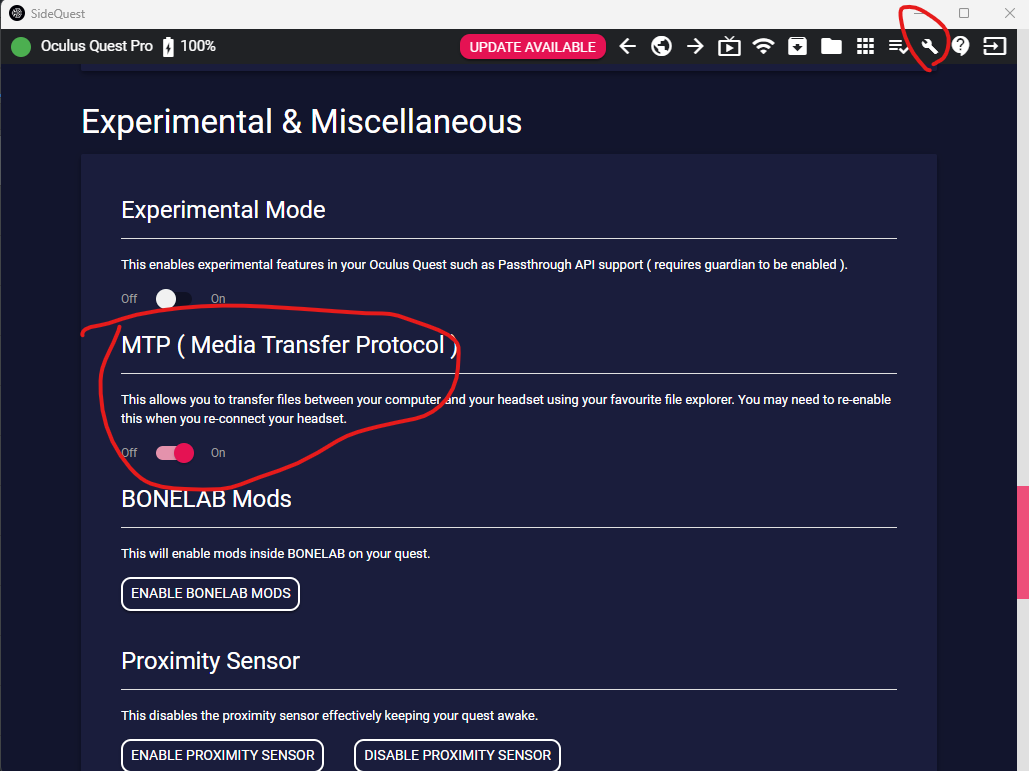 SideQuest
Oculus Quest Pro 100% UPDATE AVAILABLE
Experimental & Miscellaneous
Experimental Mode
This enables experimental features in your Oculus Quest such as Passthrough API support ( requires guardian to be enabled ).
Off On
MTP ( Media Transfer Protocol )
This allows you to transfer files between your computer and your headset using your favourite file explorer. You may need to re-enable
this when you re-connect your headset.
Off On
BONELAB Mods
This will enable mods inside BONELAB on your quest.
ENABLE BONELAB MODS
Proximity Sensor
This disables the proximity sensor effectively keeping your quest awake.
ENABLE PROXIMITY SENSOR DISABLE PROXIMITY SENSOR